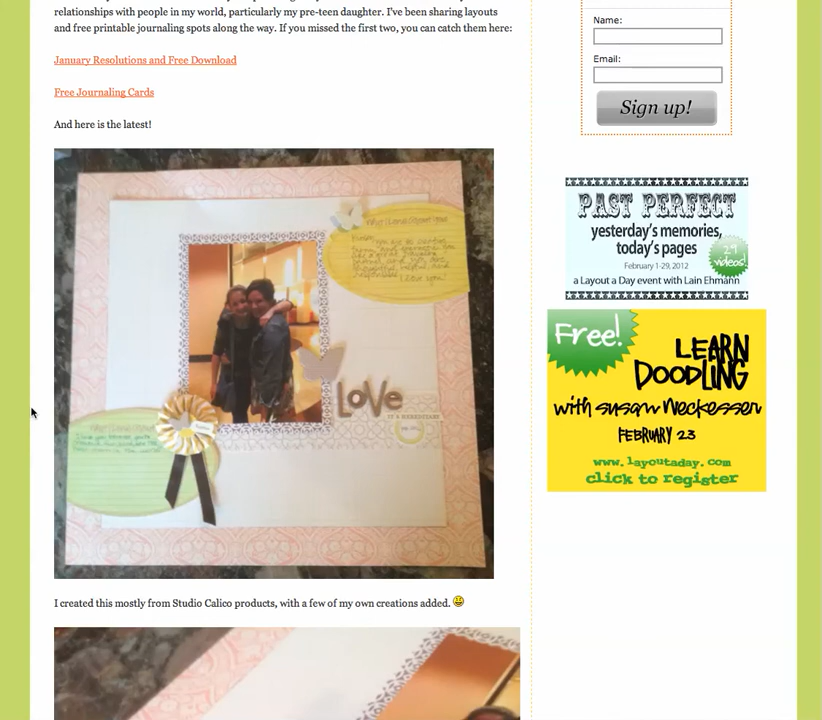 relationships with people in my world, particularly my pre-teen daughter. I've been sharing layouts
and free printable journaling spots along the way. If you missed the first two, you can catch them here:
January Resolutions and Free Download
Free Journaling Cards
And here is the latest!
LOVE
I created this mostly from Studio Calico products, with a few of my own creations added.
Name:
Email:
Sign up!
PAST PERFECT
yesterday's memories,
today's pages
29
videos!
February 1-29, 2012
a Layout a Day event with Lain Ehmann
Free!
LEARN
DOODLING
with susan Neckesser
FEBRUARY 23
www.layoutaday.com
click to register